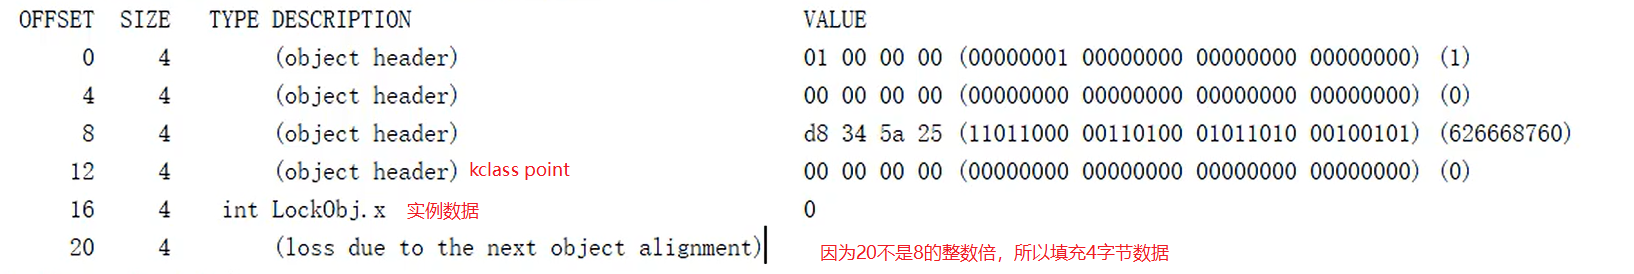 OFFSET SIZE TYPE DESCRIPTION VALUE
0 4 (object header) 01 00 00 00 (00000001 00000000 00000000 00000000) (1)
4 4 (object header) 00 00 00 00 (00000000 00000000 00000000 00000000) (0)
8 4 (object header) d8 34 5a 25 (11011000 00110100 01011010 00100101) (626668760)
12 4 (object header) kclass point 00 00 00 00 (00000000 00000000 00000000 00000000) (0)
16 4 int LockObj.x 实例数据 0
20 4 (loss due to the next object alignment) 因为20不是8的整数倍，所以填充4字节数据